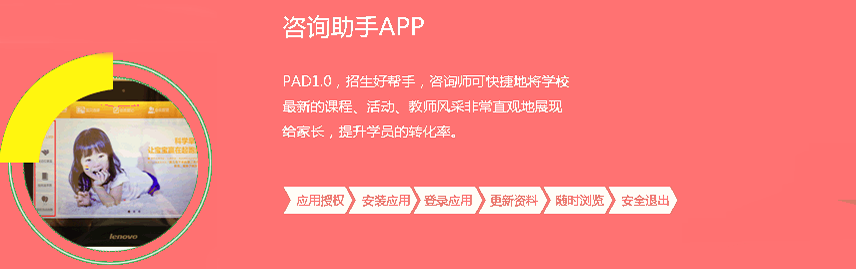 咨询助手APP
PAD1.0，招生好帮手，咨询师可快捷地将学校
最新的课程、活动、教师风采非常直观地展现
给家长，提升学员的转化率。
应用授权
安装应用
登录应用
更新资料
随时浏览
安全退出
lenovo